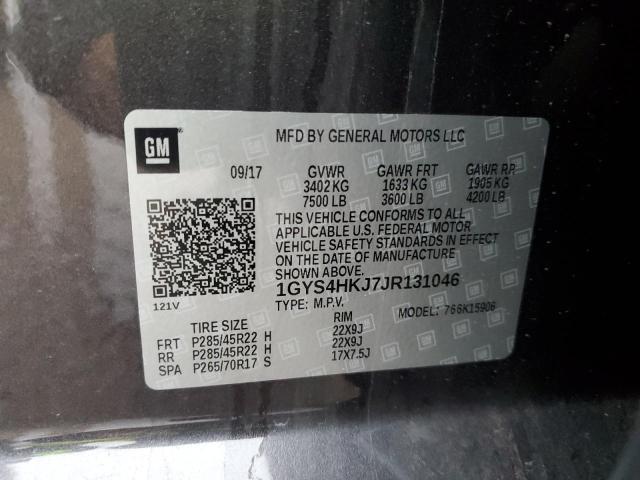 GM
MFD BY GENERAL MOTORS LLC
09/17 GVWR GAWR FRT GAWR RR
3402 KG 1633 KG 1905 KG
7500 LB 3600 LB 4200 LB
THIS VEHICLE CONFORMS TO ALL
APPLICABLE U.S. FEDERAL MOTOR
VEHICLE SAFETY STANDARDS IN EFFECT
ON THE DATE OF MANUFACTURE
SHOWN ABOVE.
121V
1GYS4HKJ7JR131046
TYPE: M.P.V. MODEL: 766K15906
TIRE SIZE RIM
FRT P285/45R22 H 22X9J
RR P285/45R22 H 22X9J
SPA P265/70R17 S 17X7.5J